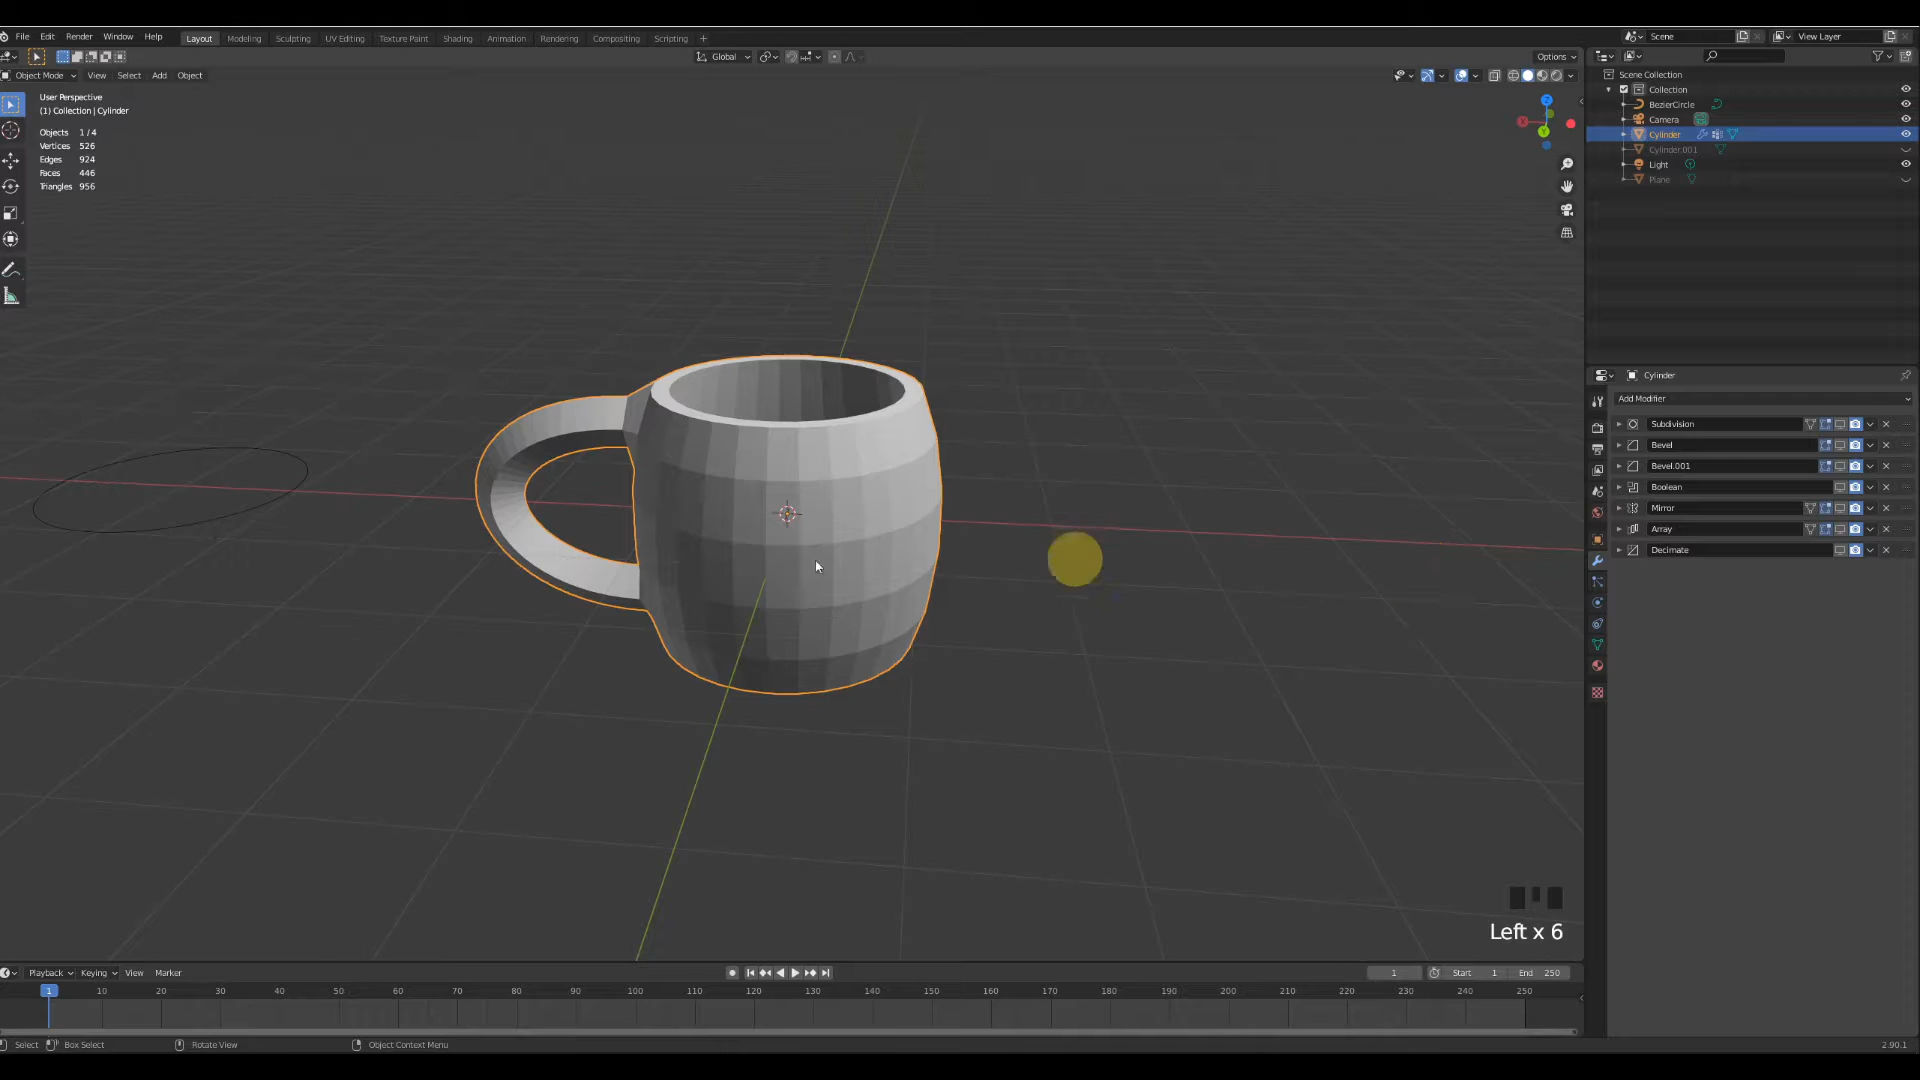 File Edit Render Window Help Layout Modeling Sculpting UV Editing Texture Paint Shading Animation Rendering Compositing Scripting + Scene View Layer
Global Options
Object Mode View Select Add Object
Scene Collection
Collection
BezierCircle
Camera
Cylinder
Cylinder.001
Light
Plane
User Perspective
(1) Collection | Cylinder
Objects 1 / 4
Vertices 526
Edges 924
Faces 446
Triangles 956
X
Y
Z
Cylinder
Add Modifier
Subdivision
Bevel
Bevel.001
Boolean
Mirror
Array
Decimate
Left x 6
Playback Keying View Marker 1 Start 1 End 250
1 10 20 30 40 50 60 70 80 90 100 110 120 130 140 150 160 170 180 190 200 210 220 230 240 250
Select Box Select Rotate View Object Context Menu 2.90.1